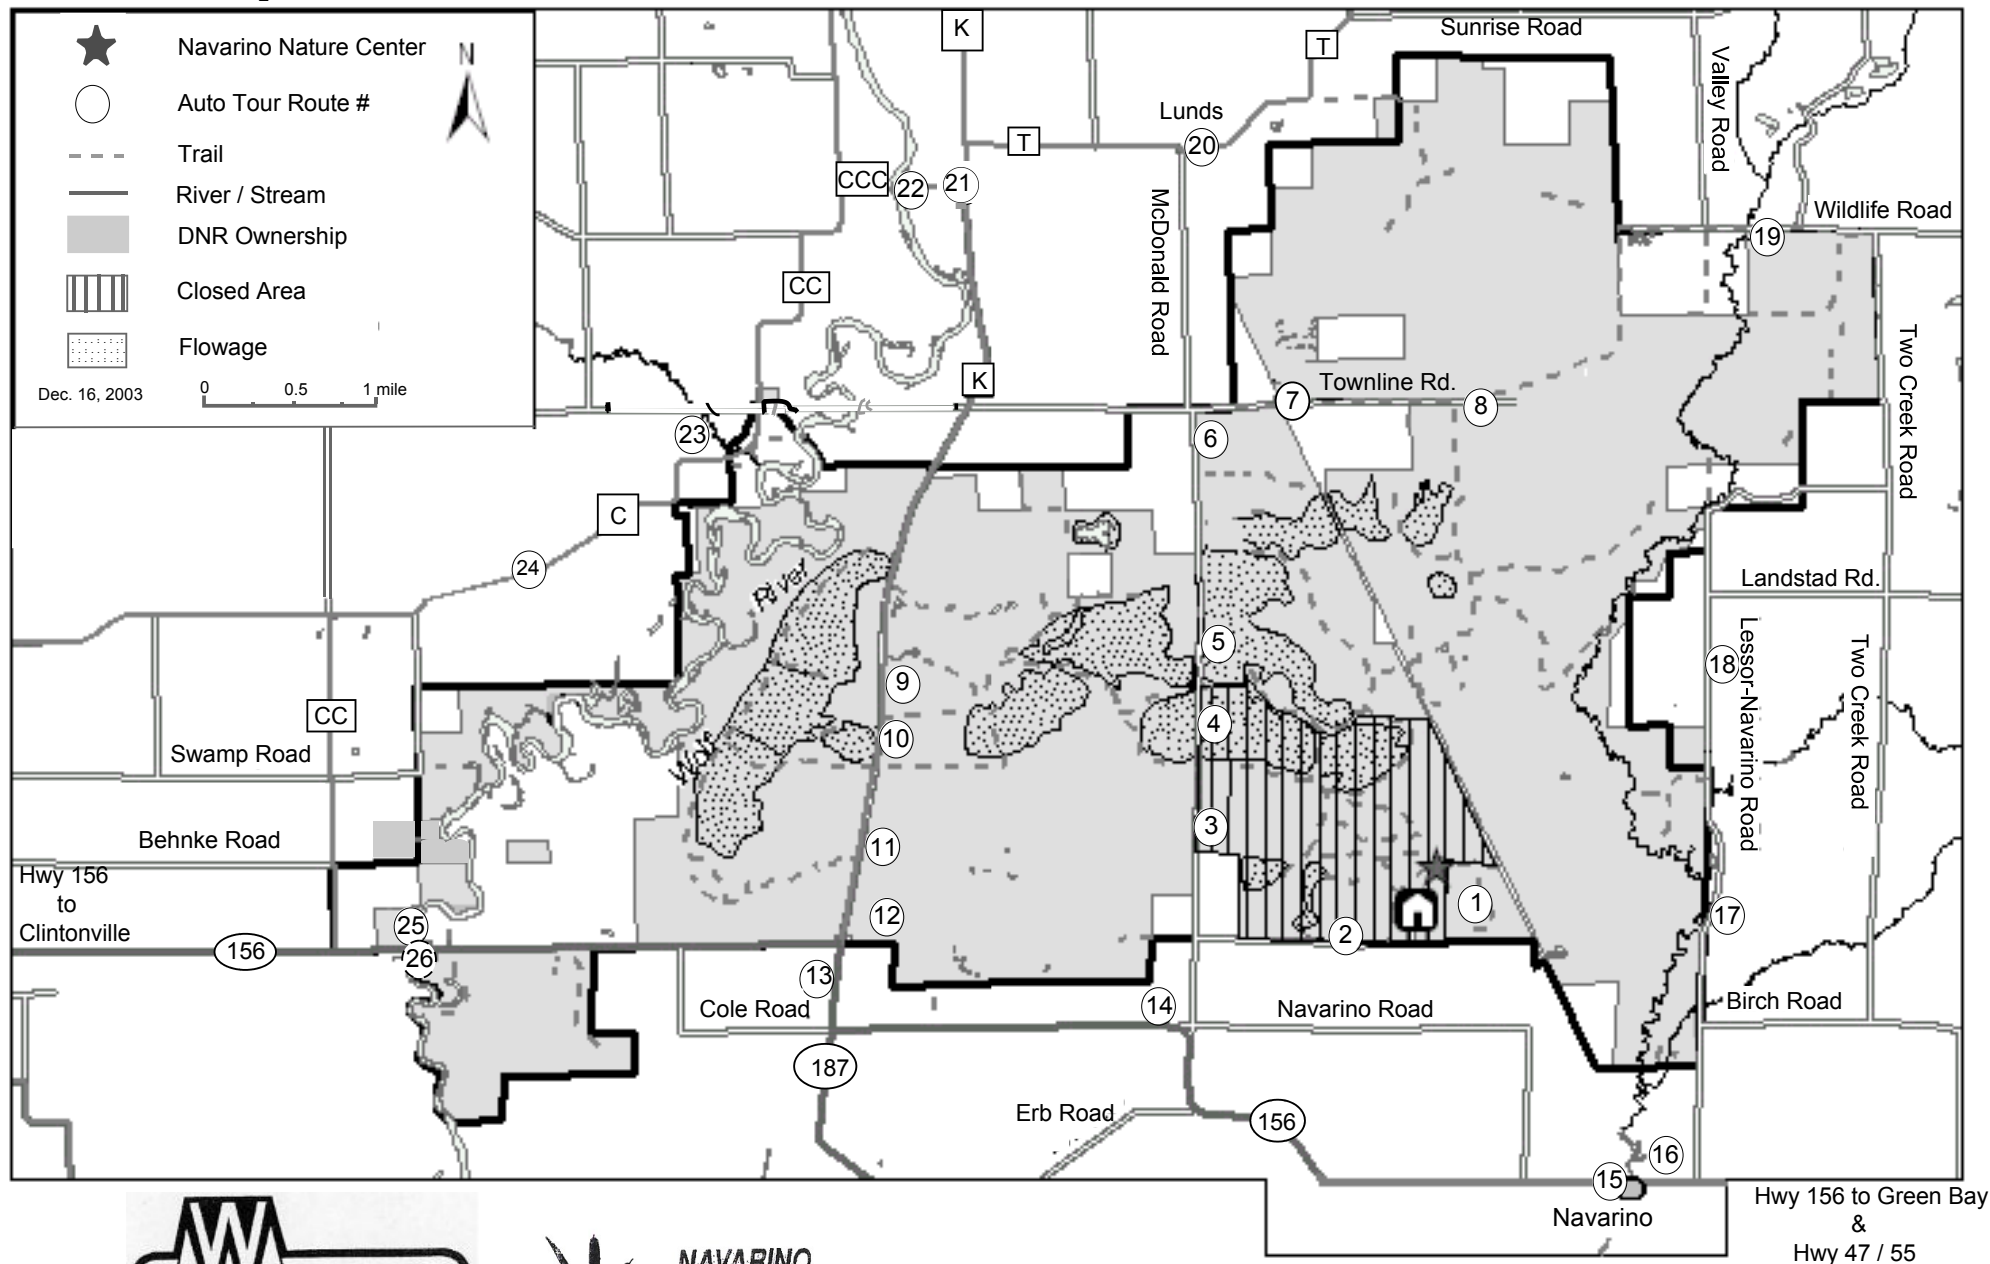 Navarino Nature Center
N
Auto Tour Route #
Trail
River / Stream
DNR Ownership
Closed Area
Flowage
Dec. 16, 2003
0
0.5
1 mile
K
T
Sunrise Road
Valley Road
Lunds
20
T
CCC
22
21
McDonald Road
Wildlife Road
19
CC
K
Two Creek Road
Townline Rd.
7
8
23
6
C
24
River
Landstad Rd.
5
18
Lessor-Navarino Road
Two Creek Road
9
CC
4
10
Swamp Road
Wolf
3
Behnke Road
11
Hwy 156
to
Clintonville
25
12
1
17
2
156
26
13
Cole Road
14
Navarino Road
Birch Road
187
Erb Road
156
16
15
Navarino
Hwy 156 to Green Bay
&
Hwy 47 / 55
NAVARINO